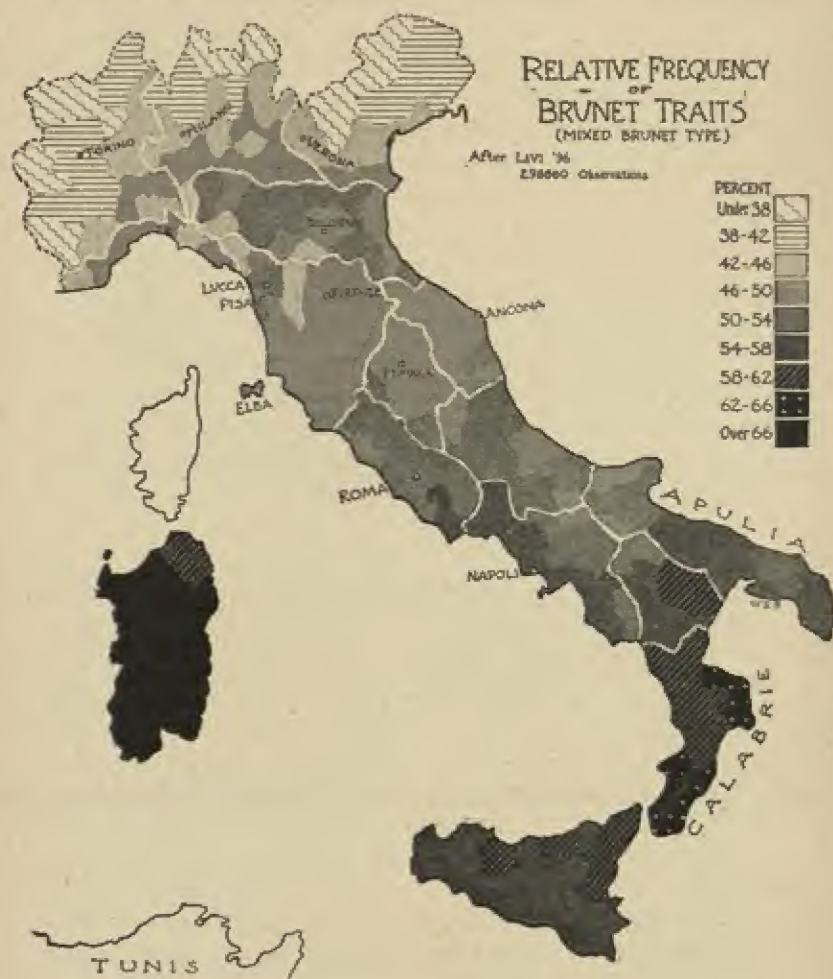 RELATIVE FREQUENCY
OF
BRUNET TRAITS
(MIXED BRUNET TYPE)
After LIVI '96
298860 Observations
PERCENT
Under 38
38-42
42-46
46-50
50-54
54-58
58-62
62-66
Over 66
TORINO
MILANO
VERONA
BOLOGNA
LUCCA
PISA
FIRENZE
ANCONA
ELBA
ROMA
APULIA
NAPOLI
CALABRIE
TUNIS